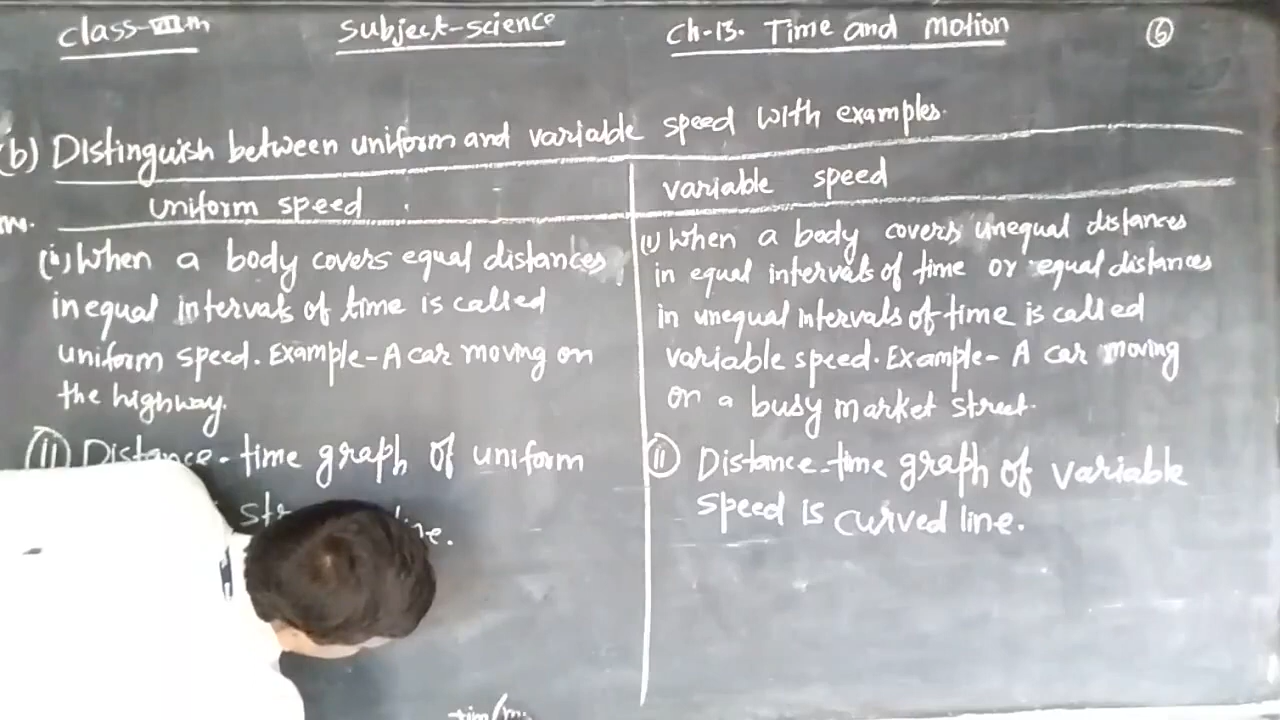 class-VIIIth Subject-science Ch-13. Time and Motion 6
(b) Distinguish between uniform and variable speed with examples.
uniform speed
(i) When a body covers equal distances
in equal intervals of time is called
uniform speed. Example - A car moving on
the highway.
(ii) Distance-time graph of uniform
variable speed
(i) When a body covers unequal distances
in equal intervals of time or equal distances
in unequal intervals of time is called
variable speed. Example - A car moving
on a busy market street.
(ii) Distance-time graph of variable
speed is curved line.